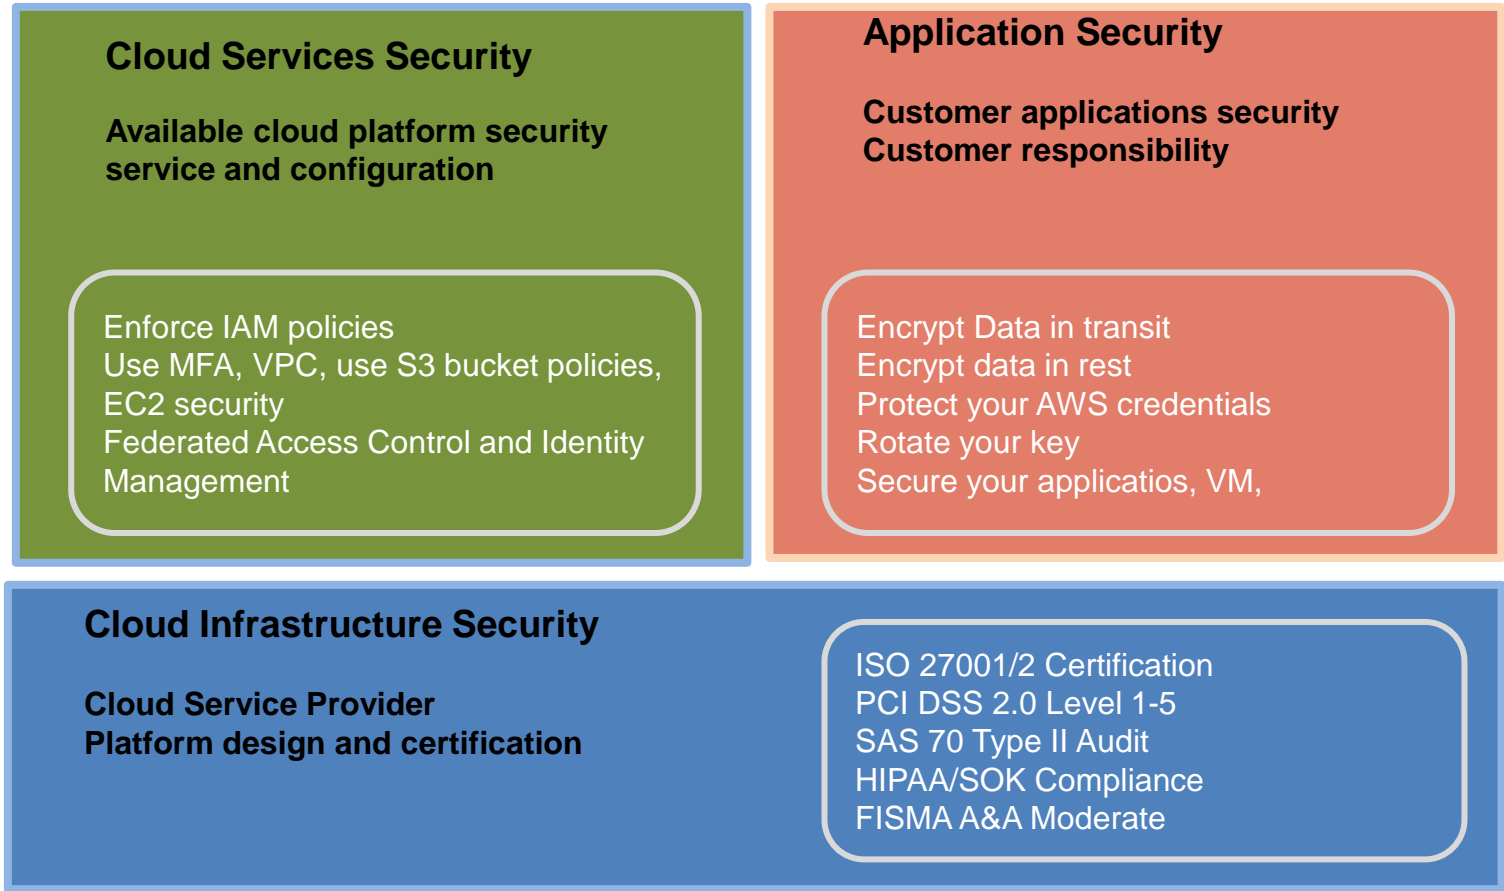 Cloud Services Security
Available cloud platform security
service and configuration
Enforce IAM policies
Use MFA, VPC, use S3 bucket policies,
EC2 security
Federated Access Control and Identity
Management
Application Security
Customer applications security
Customer responsibility
Encrypt Data in transit
Encrypt data in rest
Protect your AWS credentials
Rotate your key
Secure your applicatios, VM,
Cloud Infrastructure Security
Cloud Service Provider
Platform design and certification
ISO 27001/2 Certification
PCI DSS 2.0 Level 1-5
SAS 70 Type II Audit
HIPAA/SOK Compliance
FISMA A&A Moderate